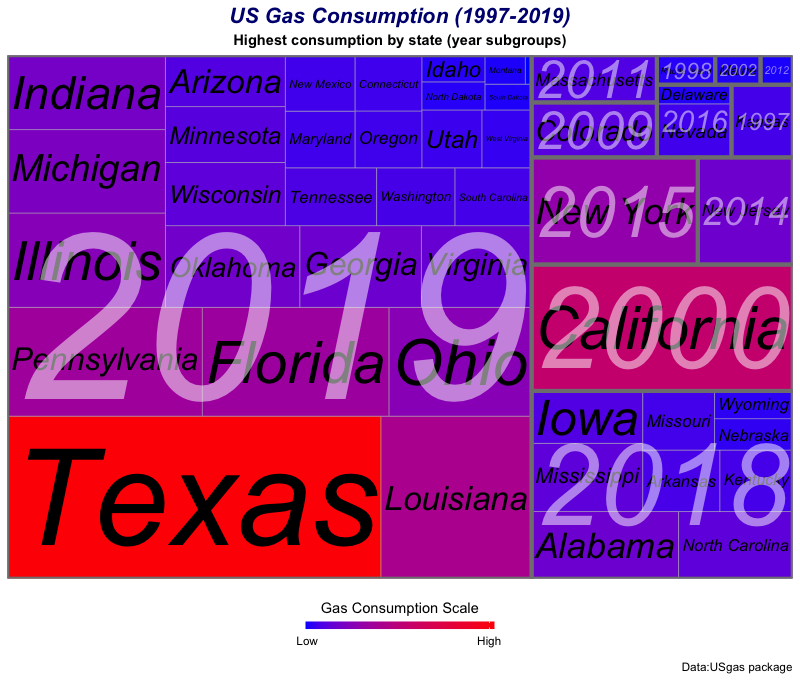 US Gas Consumption (1997-2019)
Highest consumption by state (year subgroups)
Indiana
Michigan
Illinois
Arizona
Minnesota
Wisconsin
New Mexico
Connecticut
Idaho
Montana
North Dakota
South Dakota
Maryland
Oregon
Utah
West Virginia
Tennessee
Washington
South Carolina
Oklahoma
Georgia
Virginia
Pennsylvania
Florida
Ohio
Texas
Louisiana
2019
Massachusetts
2011
1998
2002
2012
Colorado
2009
Delaware
Nevada
2016
Kansas
1997
New York
2015
New Jersey
2014
California
2000
Iowa
Missouri
Wyoming
Nebraska
Mississippi
Arkansas
Kentucky
Alabama
North Carolina
2018
Gas Consumption Scale
Low
High
Data:USgas package